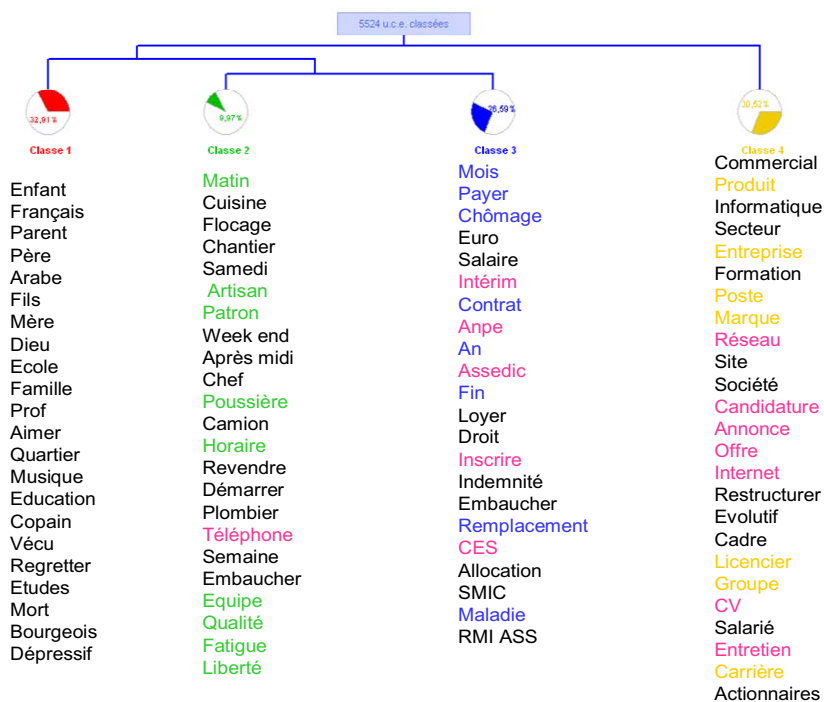 5524 u.c.e. classées
32,91%
Classe 1
Enfant
Français
Parent
Père
Arabe
Fils
Mère
Dieu
Ecole
Famille
Prof
Aimer
Quartier
Musique
Education
Copain
Vécu
Regretter
Etudes
Mort
Bourgeois
Dépressif
9,97%
Classe 2
Matin
Cuisine
Flocage
Chantier
Samedi
Artisan
Patron
Week end
Après midi
Chef
Poussière
Camion
Horaire
Revendre
Démarrer
Plombier
Téléphone
Semaine
Embaucher
Equipe
Qualité
Fatigue
Liberté
26,59%
Classe 3
Mois
Payer
Chômage
Euro
Salaire
Intérim
Contrat
Anpe
An
Assedic
Fin
Loyer
Droit
Inscrire
Indemnité
Embaucher
Remplacement
CES
Allocation
SMIC
Maladie
RMI ASS
30,52%
Classe 4
Commercial
Produit
Informatique
Secteur
Entreprise
Formation
Poste
Marque
Réseau
Site
Société
Candidature
Annonce
Offre
Internet
Restructurer
Evolutif
Cadre
Licencier
Groupe
CV
Salarié
Entretien
Carrière
Actionnaires